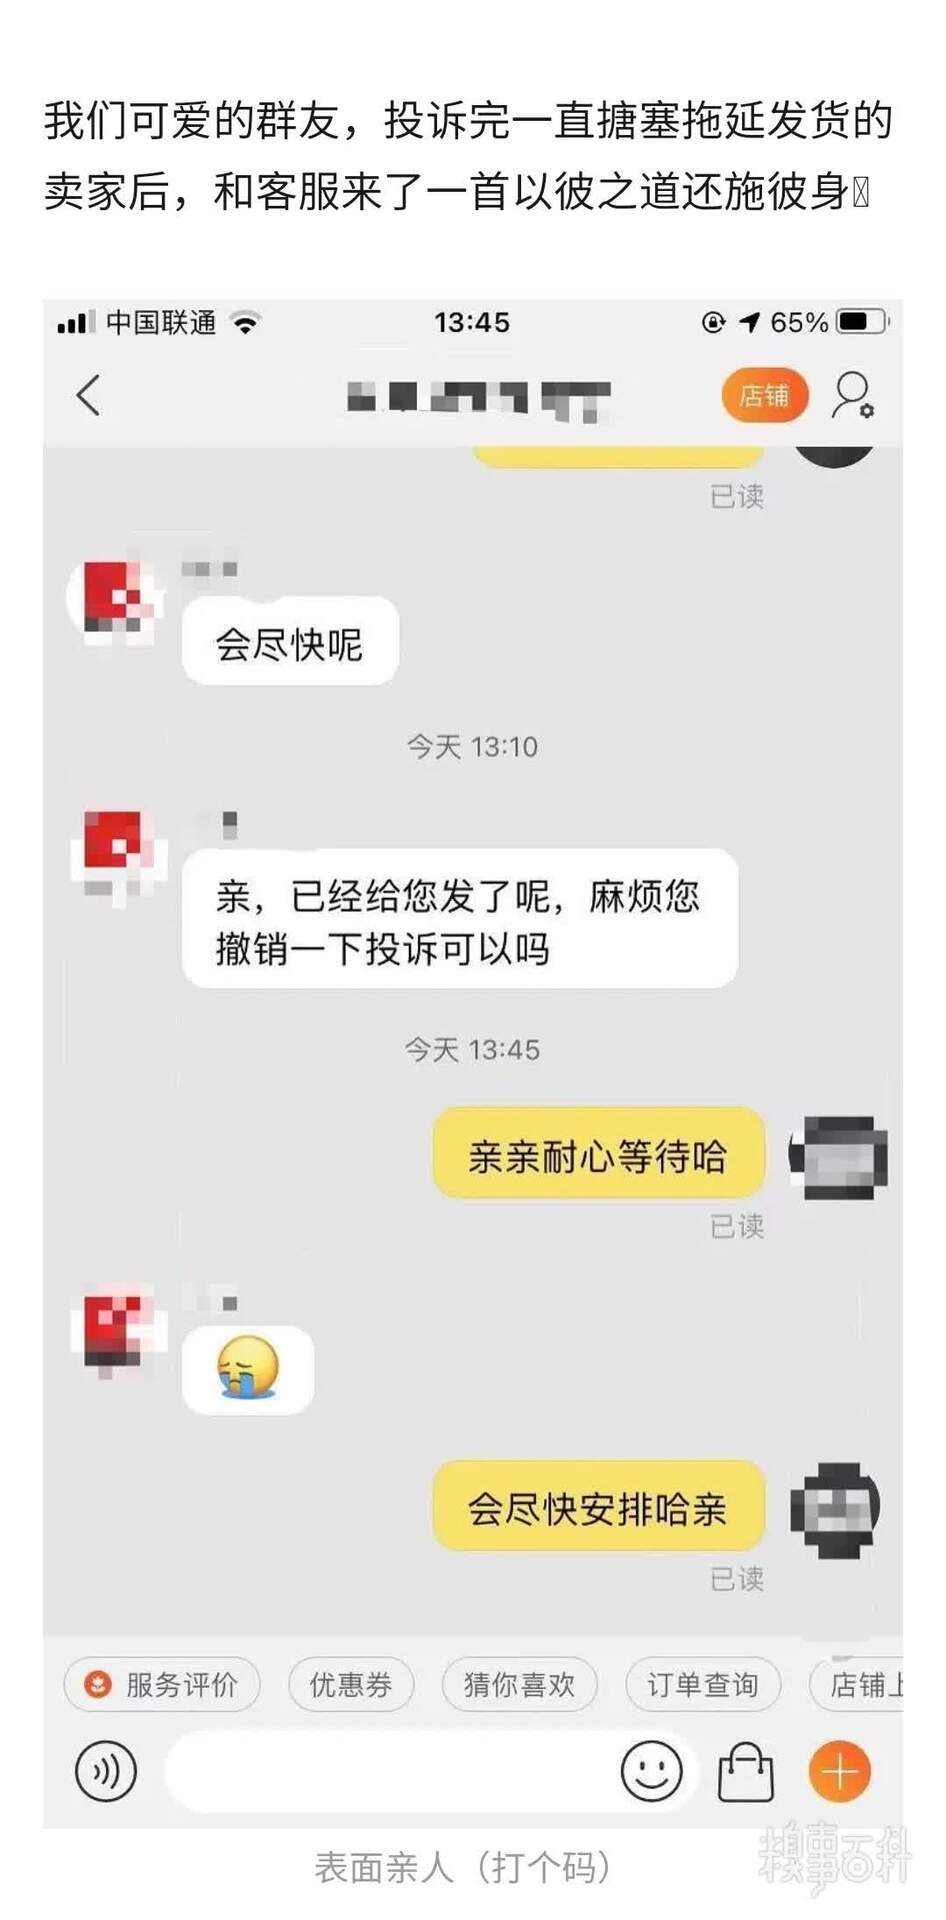 我们可爱的群友，投诉完一直搪塞拖延发货的
卖家后，和客服来了一首以彼之道还施彼身
中国联通
13:45
65%
店铺
已读
会尽快呢
今天 13:10
亲，已经给您发了呢，麻烦您
撤销一下投诉可以吗
今天 13:45
亲亲耐心等待哈
已读
会尽快安排哈亲
已读
服务评价
优惠券
猜你喜欢
订单查询
店铺上
表面亲人（打个码）
糗事百科